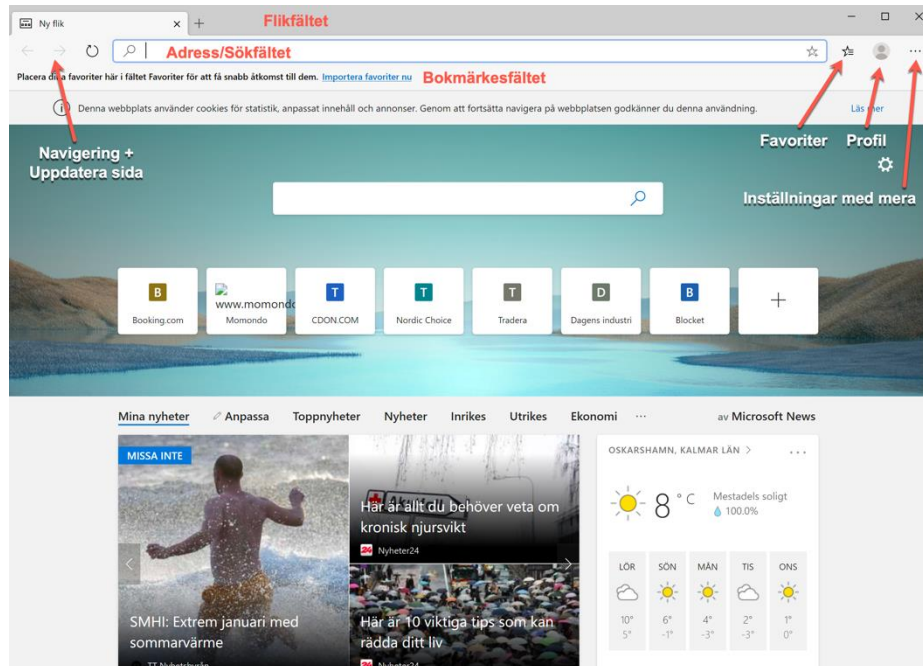 Ny flik
Flikfältet
Adress/Sökfältet
Placera dina favoriter här i fältet Favoriter för att få snabb åtkomst till dem. Importera favoriter nu
Bokmärkesfältet
Denna webbplats använder cookies för statistik, anpassat innehåll och annonser. Genom att fortsätta navigera på webbplatsen godkänner du denna användning.
Läs mer
Navigering +
Uppdatera sida
Favoriter
Profil
Inställningar med mera
B
www.momondo
T
T
T
D
B
Booking.com
Momondo
CDON.COM
Nordic Choice
Tradera
Dagens industri
Blocket
Mina nyheter
Anpassa
Toppnyheter
Nyheter
Inrikes
Utrikes
Ekonomi
...
av Microsoft News
MISSA INTE
SMHI: Extrem januari med
sommarvärme
TT Nyhetsbyrån
Här är allt du behöver veta om
kronisk njursvikt
24 Nyheter24
Här är 10 viktiga tips som kan
rädda ditt liv
24 Nyheter24
OSKARSHAMN, KALMAR LÄN >
...
8 °C
Mestadels soligt
100.0%
LÖR SÖN MÅN TIS ONS
10° 6° 4° 2° 1°
5° -1° -3° -3° 0°